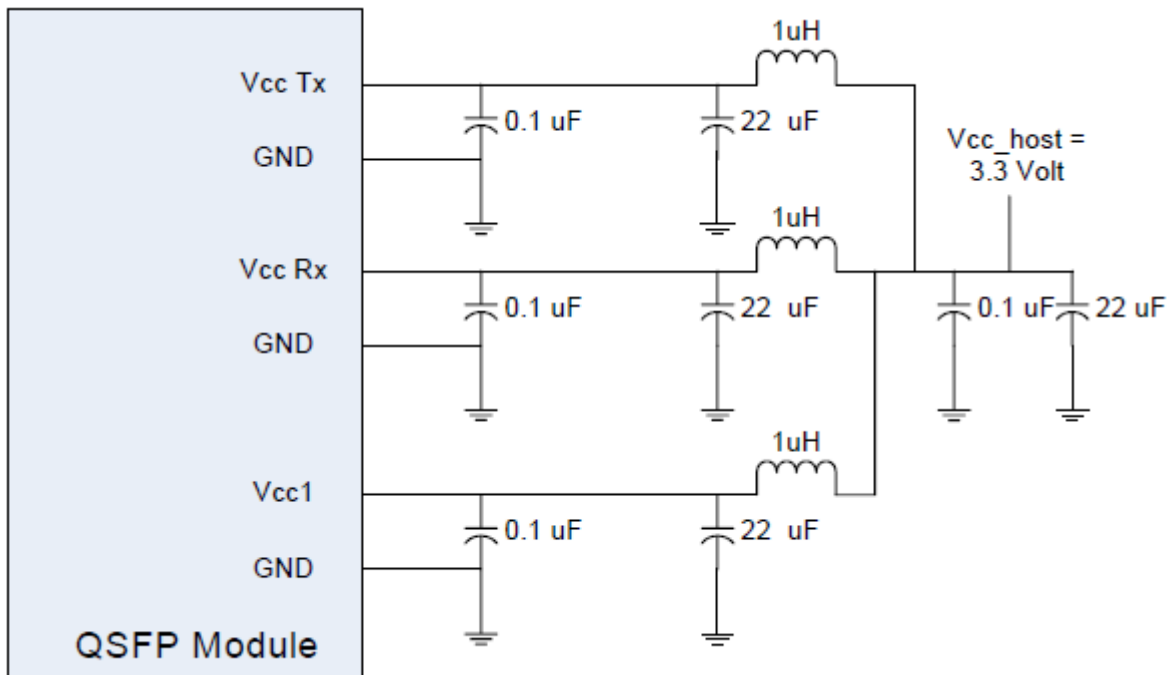 1uH
Vcc Tx
0.1 uF
22 uF
GND
Vcc_host =
3.3 Volt
1uH
Vcc Rx
0.1 uF
22 uF
0.1 uF
22 uF
GND
1uH
Vcc1
0.1 uF
22 uF
GND
QSFP Module